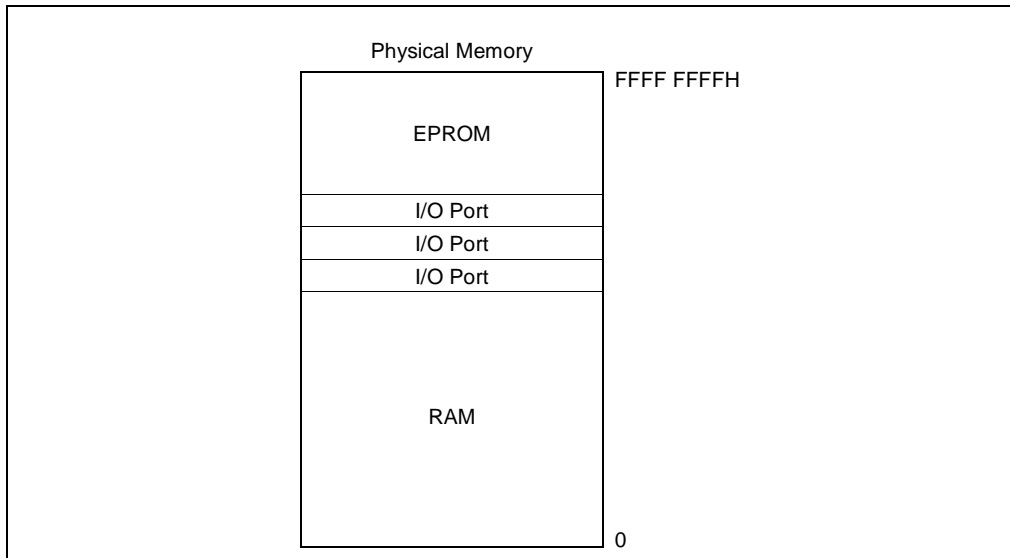 Physical Memory
FFFF FFFFH
EPROM
I/O Port
I/O Port
I/O Port
RAM
0